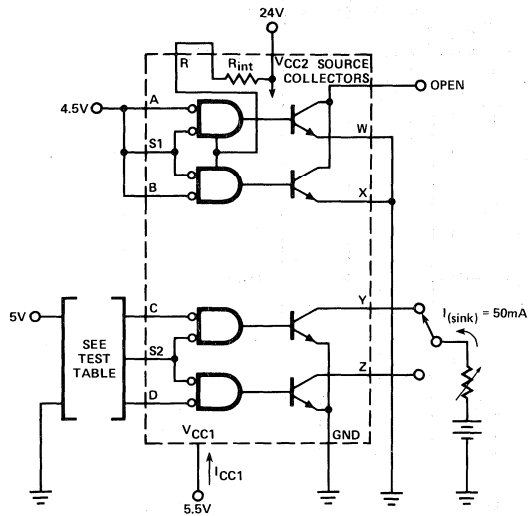 24V
R
Rint
VCC2 SOURCE
COLLECTORS
OPEN
4.5V
A
W
S1
B
X
5V
SEE
TEST
TABLE
C
S2
D
Y
I(sink) = 50mA
Z
VCC1
GND
ICC1
5.5V